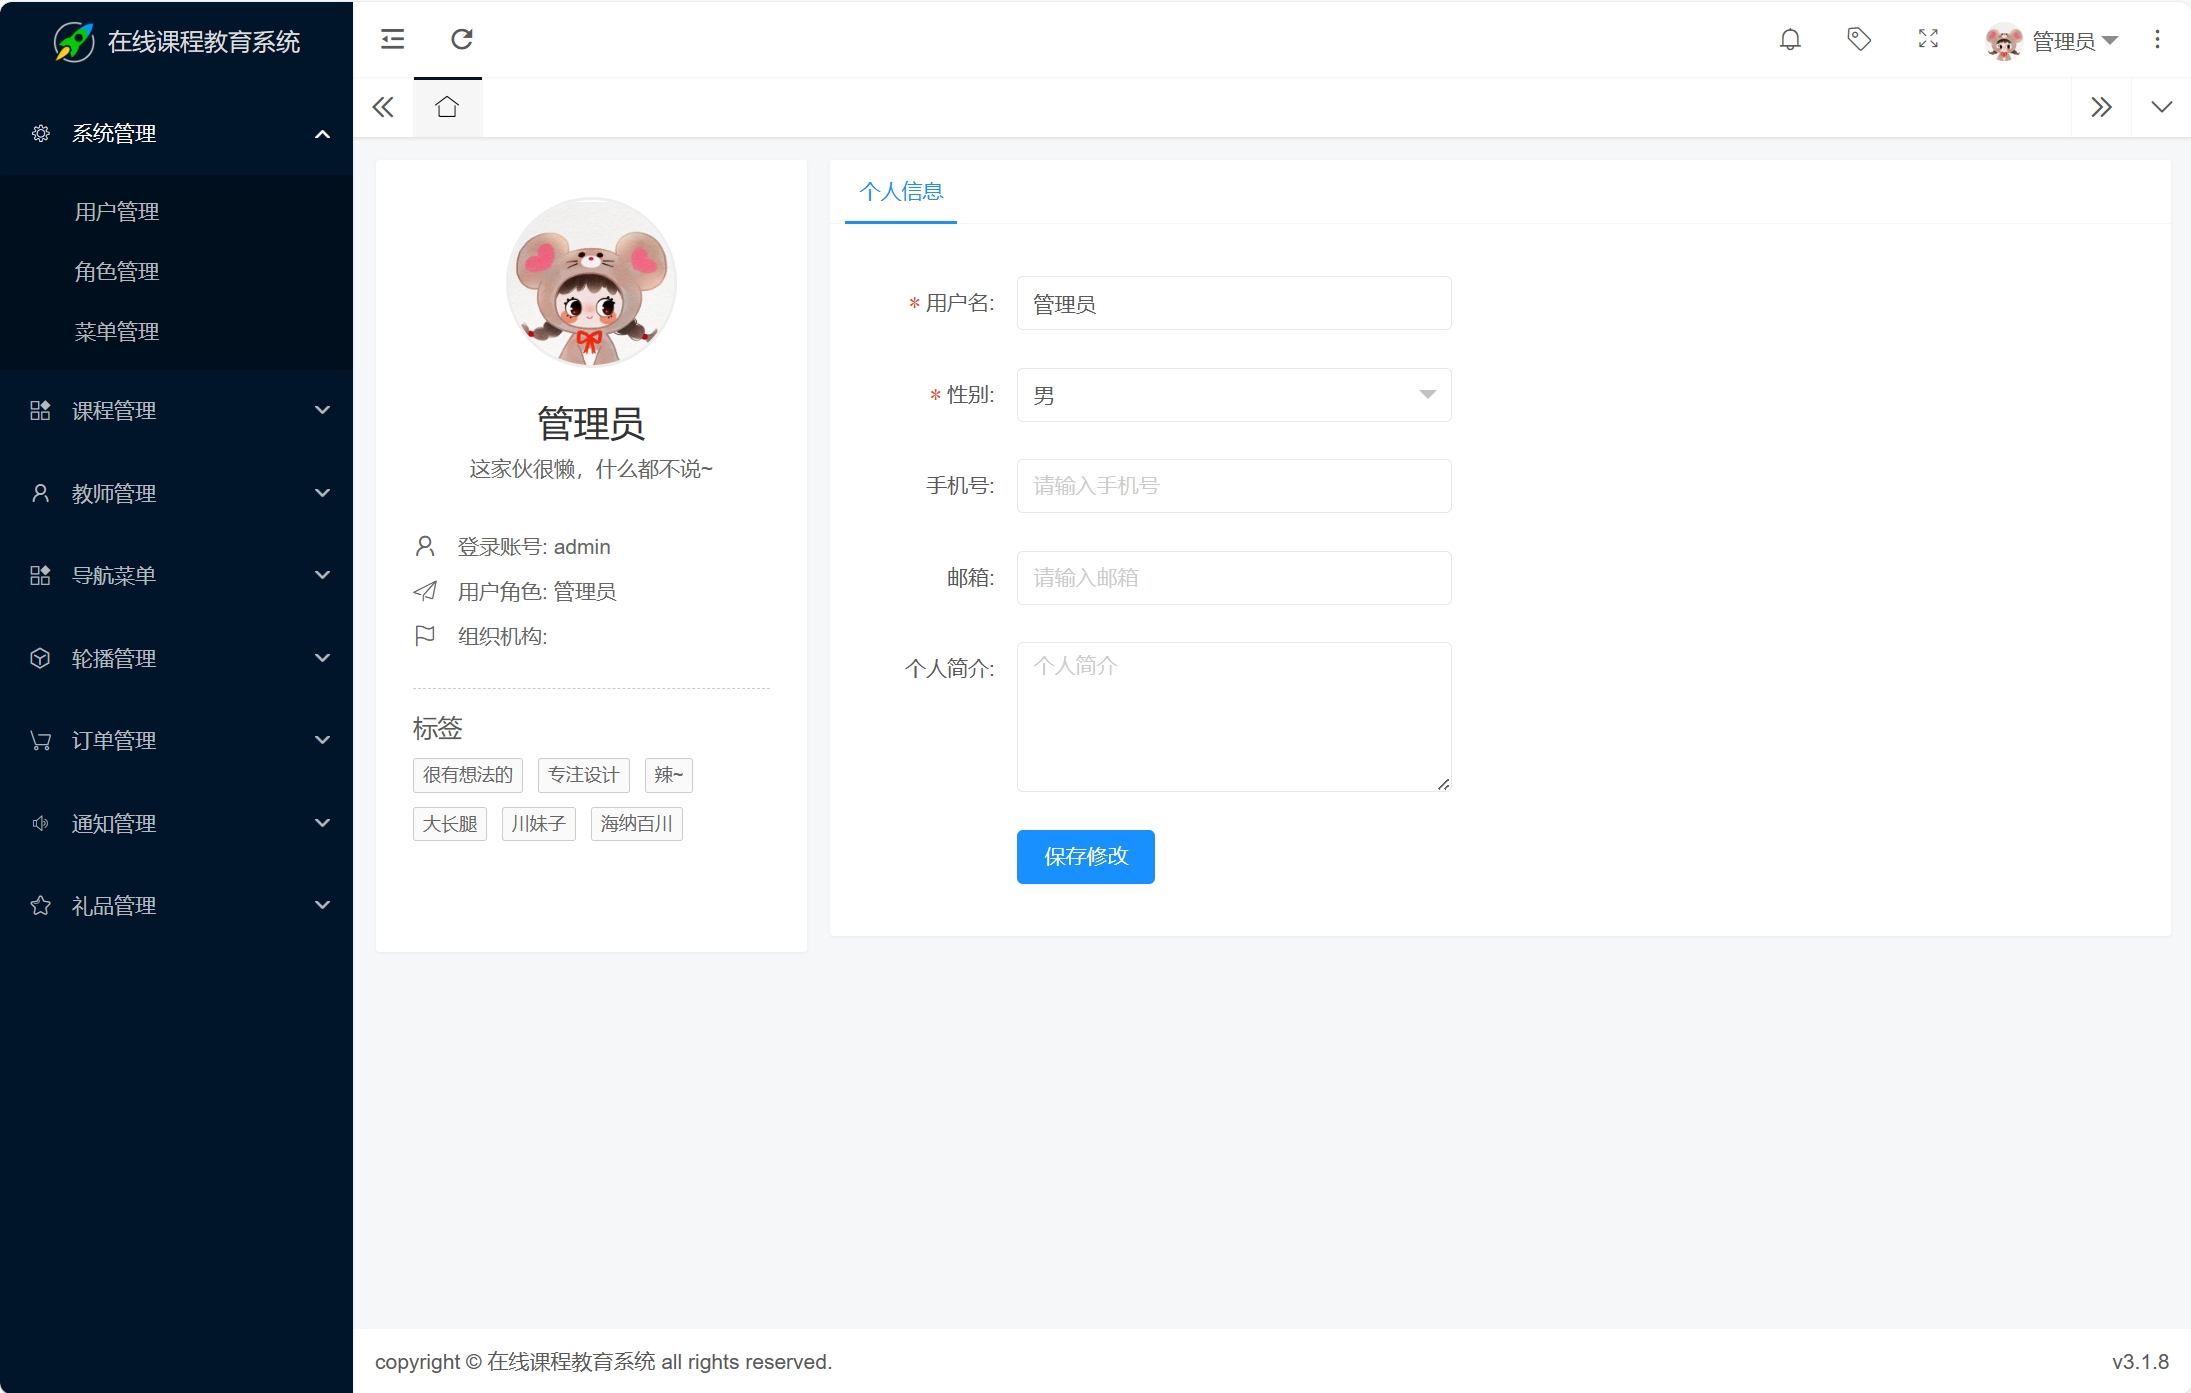 在线课程教育系统
管理员
系统管理
用户管理
角色管理
菜单管理
课程管理
教师管理
导航菜单
轮播管理
订单管理
通知管理
礼品管理
管理员
这家伙很懒，什么都不说~
登录账号: admin
用户角色: 管理员
组织机构:
标签
很有想法的 专注设计 辣~
大长腿 川妹子 海纳百川
个人信息
* 用户名: 管理员
* 性别: 男
手机号: 请输入手机号
邮箱: 请输入邮箱
个人简介: 个人简介
保存修改
copyright © 在线课程教育系统 all rights reserved.
v3.1.8